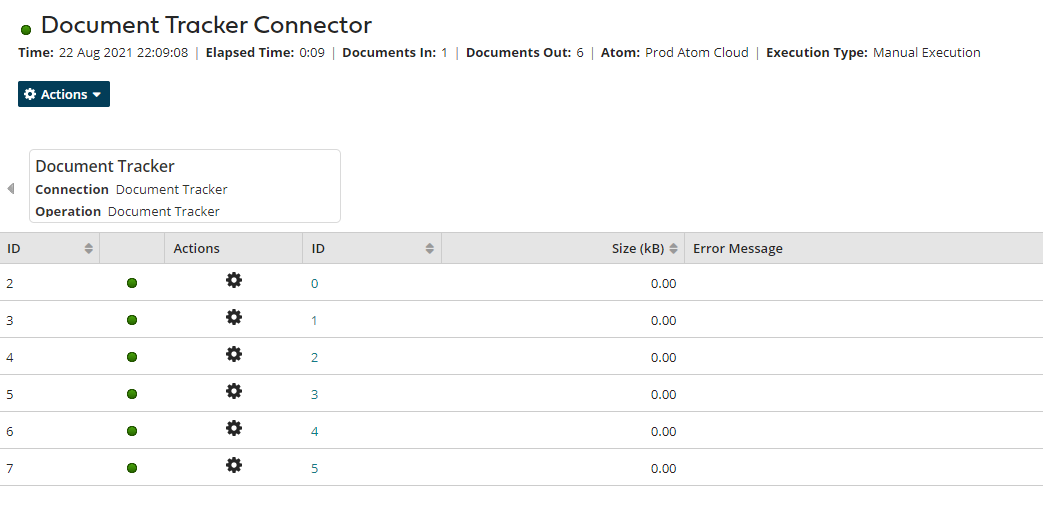 Document Tracker Connector
Time: 22 Aug 2021 22:09:08 | Elapsed Time: 0:09 | Documents In: 1 | Documents Out: 6 | Atom: Prod Atom Cloud | Execution Type: Manual Execution
Actions
Document Tracker
Connection Document Tracker
Operation Document Tracker
ID Actions ID Size (kB) Error Message
2 0 0.00
3 1 0.00
4 2 0.00
5 3 0.00
6 4 0.00
7 5 0.00